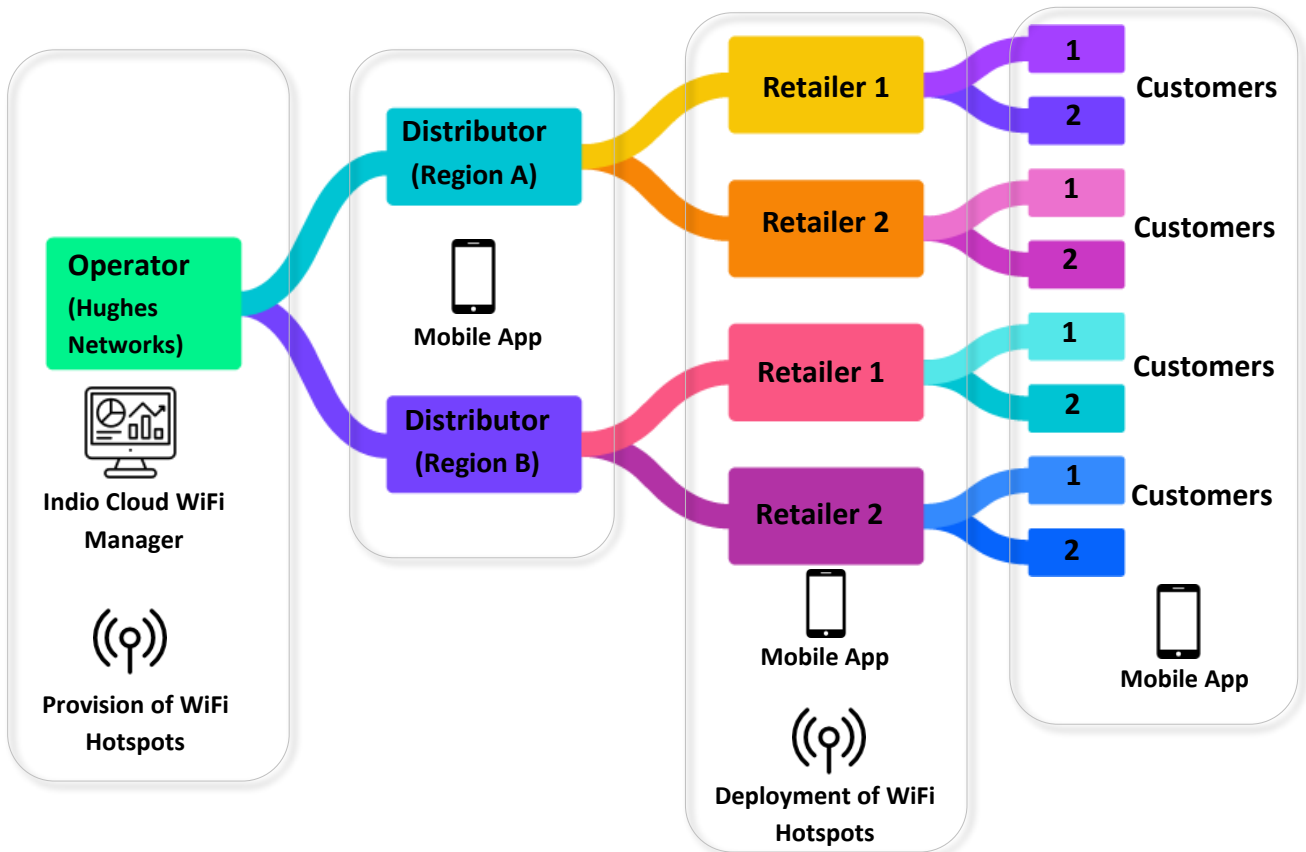 Operator
(Hughes
Networks)
Indio Cloud WiFi
Manager
Provision of WiFi
Hotspots
Distributor
(Region A)
Mobile App
Distributor
(Region B)
Retailer 1
Retailer 2
Retailer 1
Retailer 2
Mobile App
Deployment of WiFi
Hotspots
1
Customers
2
1
Customers
2
1
Customers
2
1
Customers
2
Mobile App